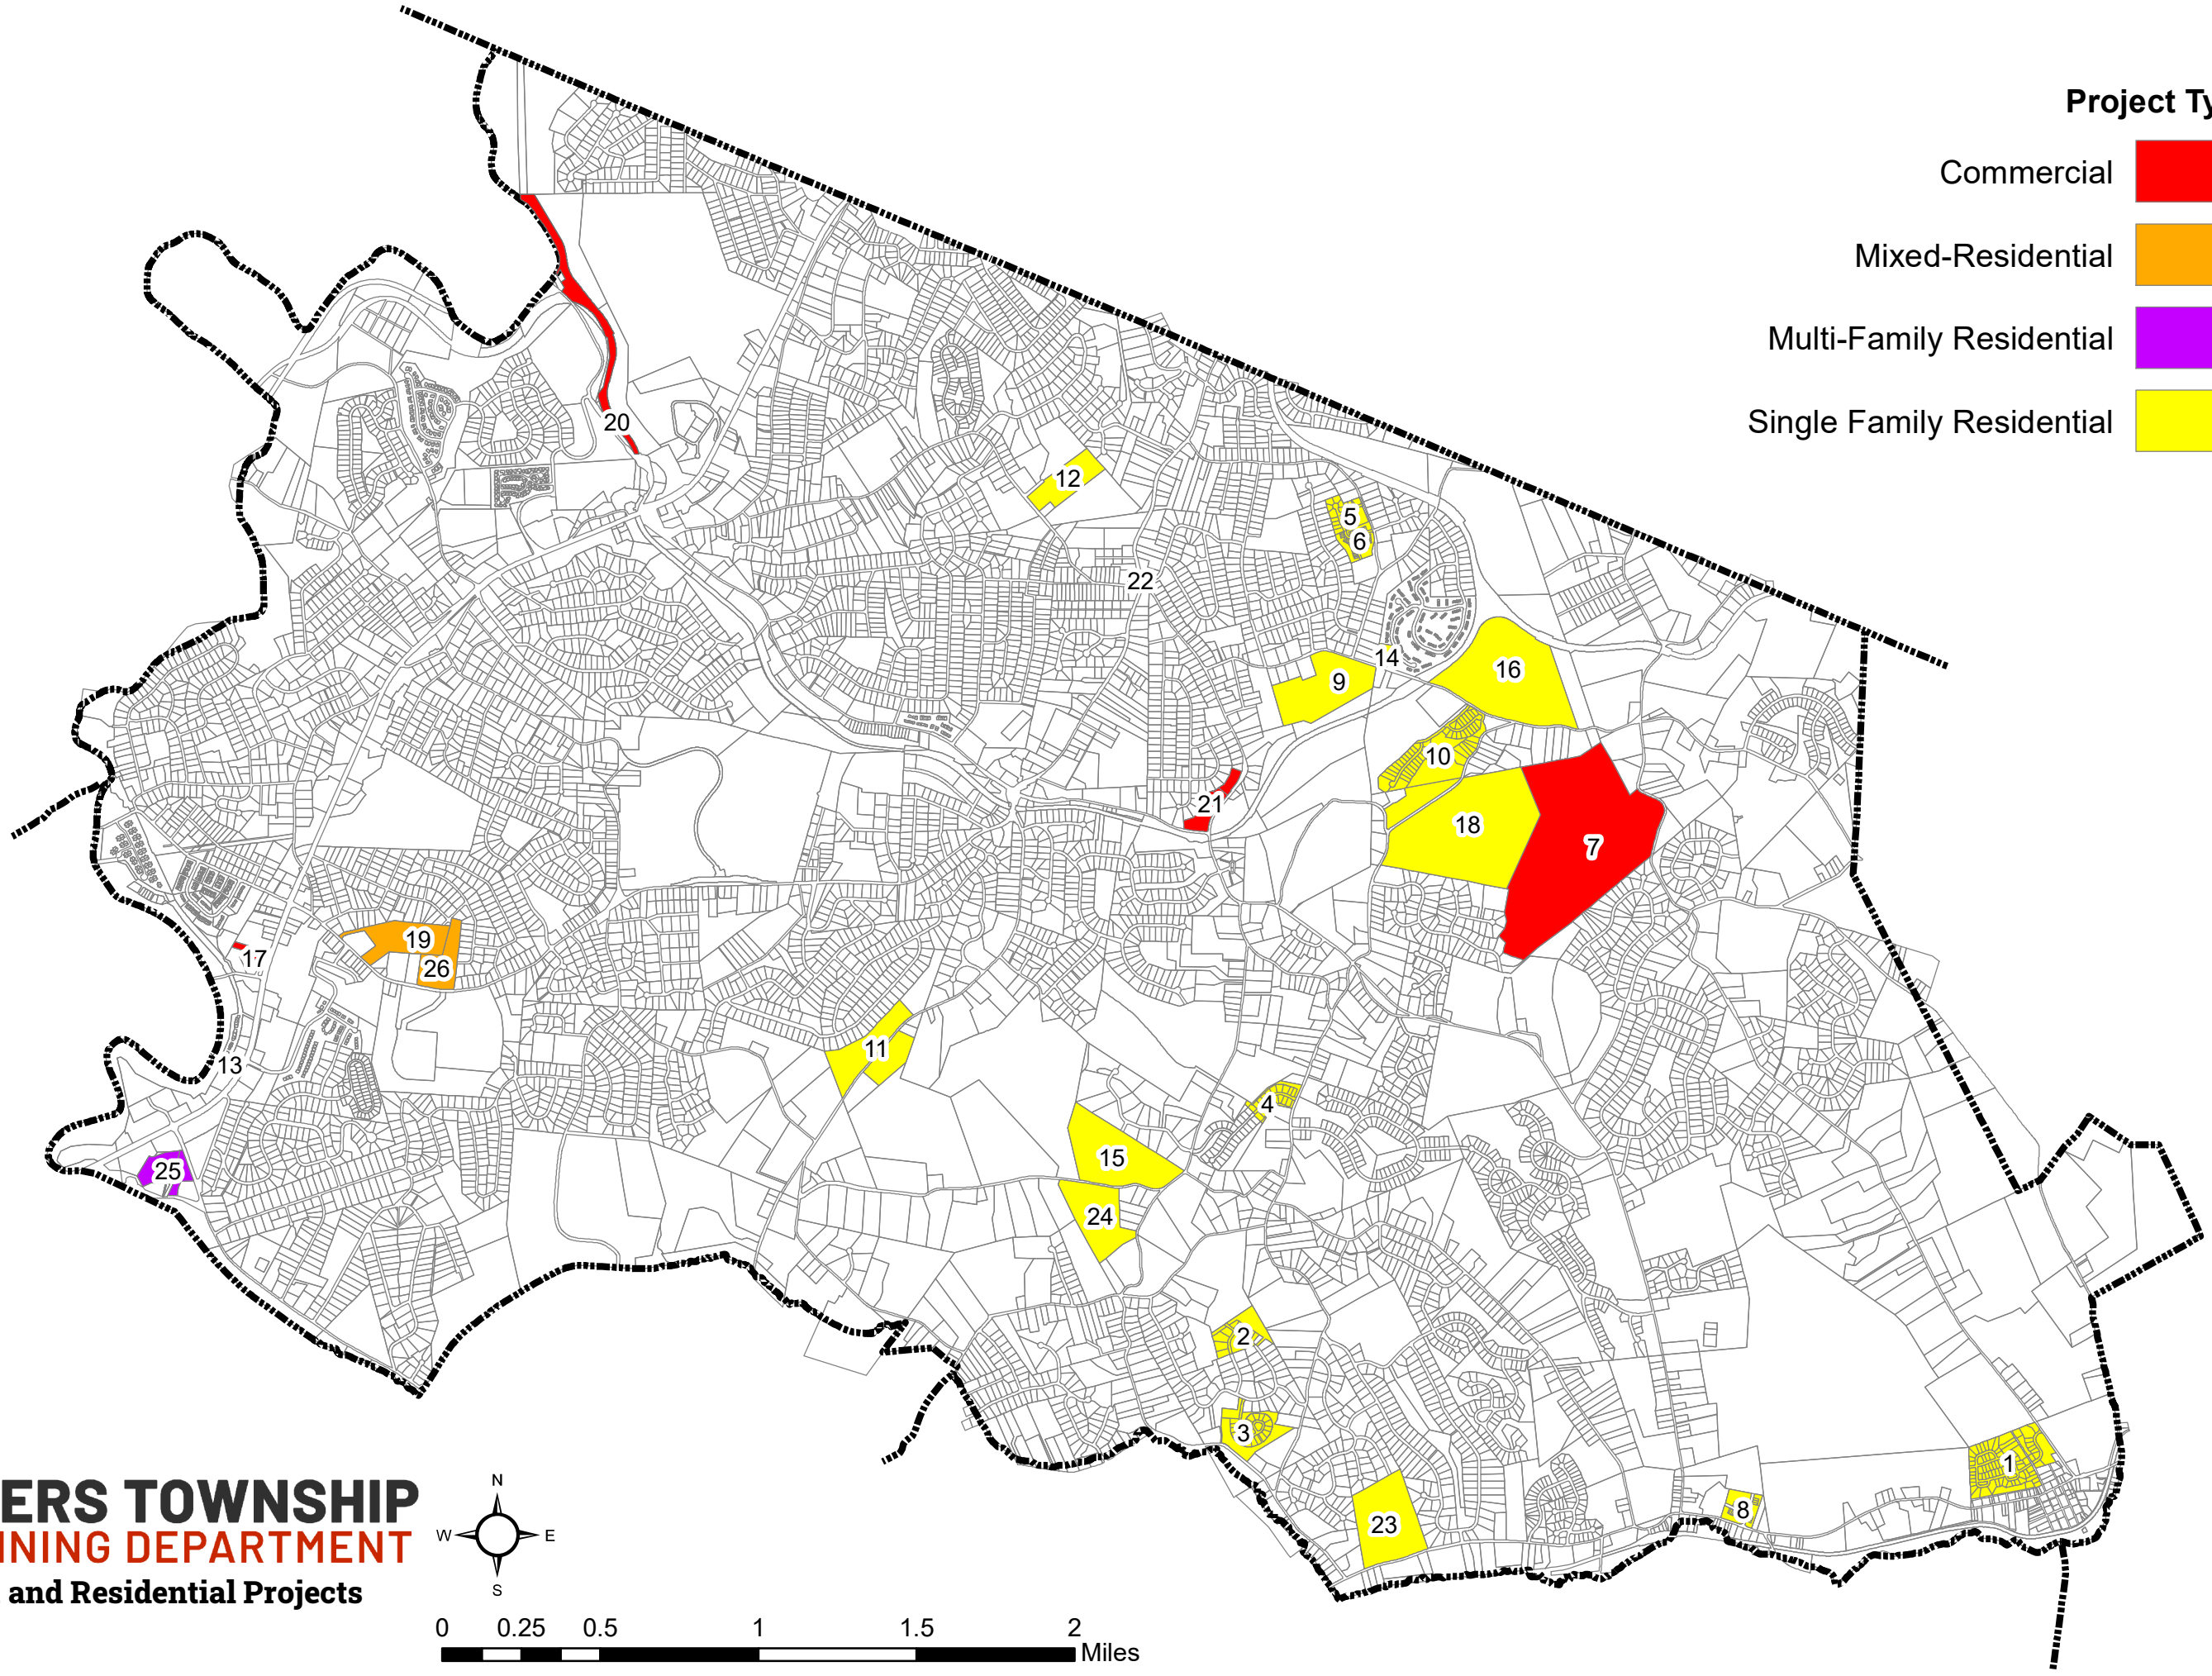 Project Ty
Commercial
Mixed-Residential
Multi-Family Residential
Single Family Residential
20
12
5
6
22
14
9
16
10
21
18
7
19
17
26
11
13
4
15
25
24
2
3
1
8
23
ERS TOWNSHIP
NING DEPARTMENT
and Residential Projects
N
W E
S
0 0.25 0.5 1 1.5 2
Miles